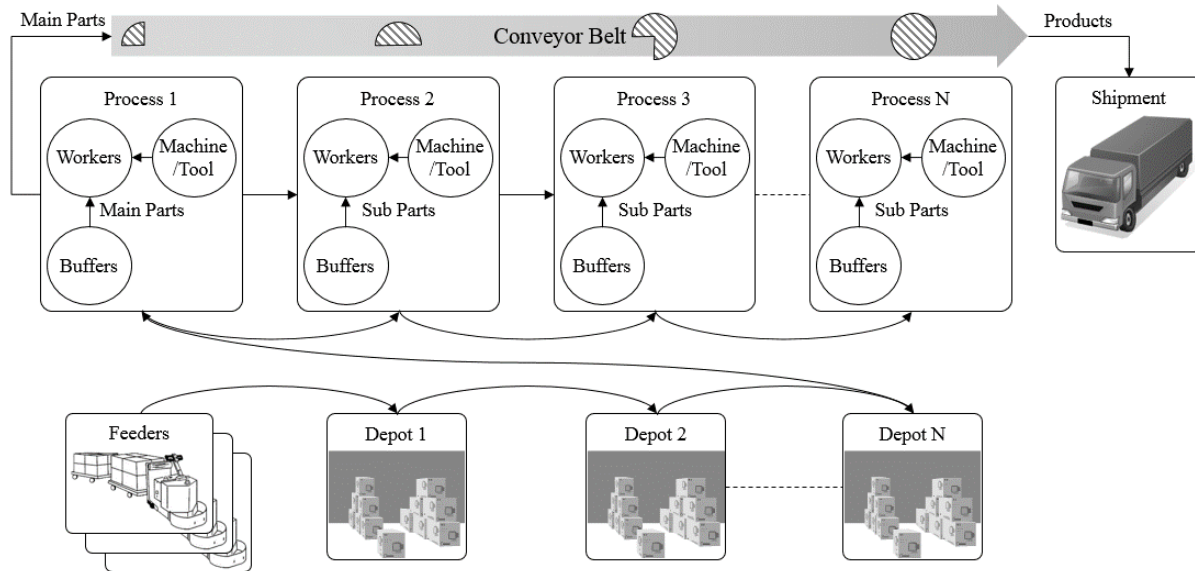 Main Parts
Conveyor Belt
Products
Process 1
Workers
Machine
/Tool
Main Parts
Buffers
Process 2
Workers
Machine
/Tool
Sub Parts
Buffers
Process 3
Workers
Machine
/Tool
Sub Parts
Buffers
Process N
Workers
Machine
/Tool
Sub Parts
Buffers
Shipment
Feeders
Depot 1
Depot 2
Depot N